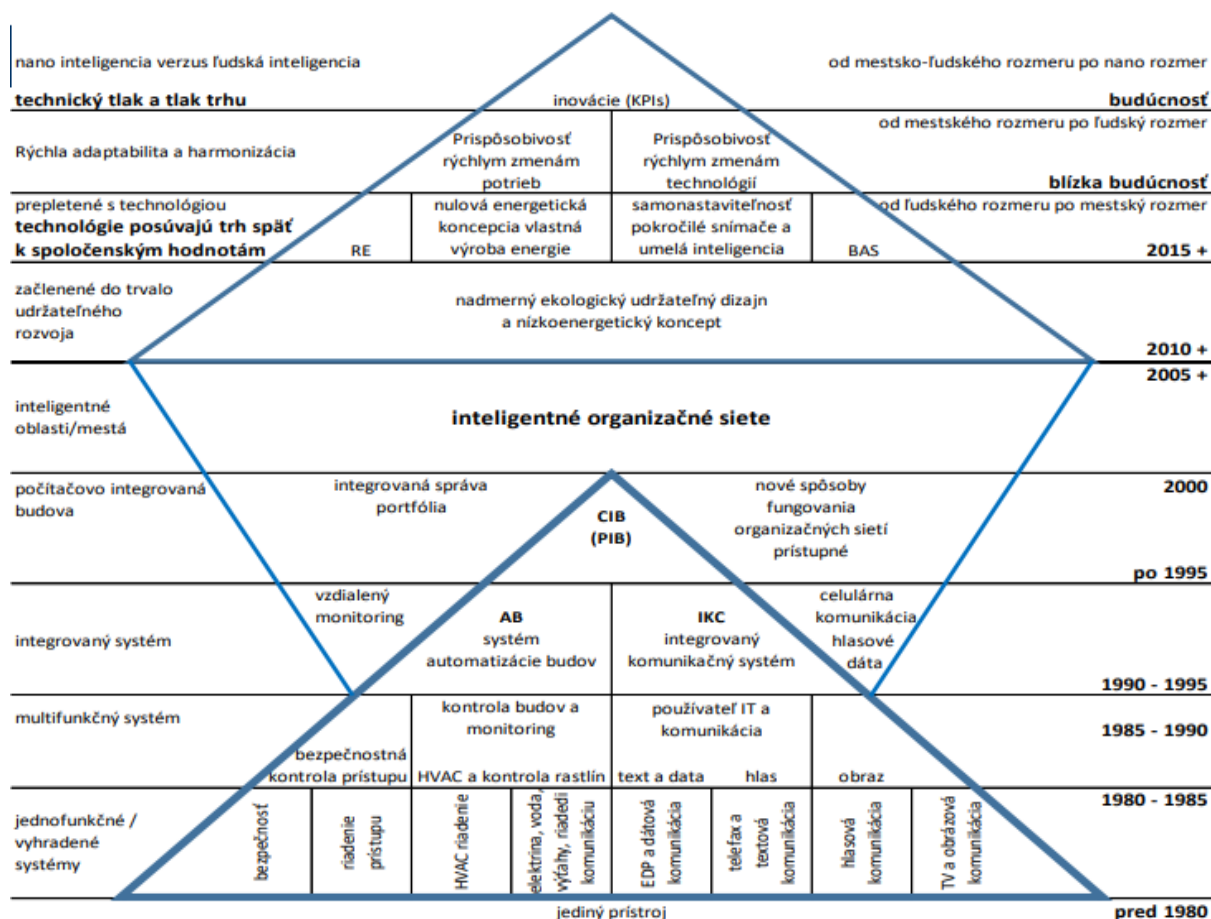 nano inteligencia verzus ľudská inteligencia
od mestsko-ľudského rozmeru po nano rozmer
technický tlak a tlak trhu
inovácie (KPIs)
budúcnosť
od mestského rozmeru po ľudský rozmer
Rýchla adaptabilita a harmonizácia
Prispôsobivosť
rýchlym zmenám
potrieb
Prispôsobivosť
rýchlym zmenám
technológií
blízka budúcnosť
prepletené s technológiou
technológie posúvajú trh späť
k spoločenským hodnotám
RE
nulová energetická
koncepcia vlastná
výroba energie
samonastaviteľnosť
pokročilé snímače a
umelá inteligencia
BAS
od ľudského rozmeru po mestský rozmer
2015 +
začlenené do trvalo
udržateľného
rozvoja
nadmerný ekologický udržateľný dizajn
a nízkoenergetický koncept
2010 +
2005 +
inteligentné
oblasti/mestá
inteligentné organizačné siete
počítačovo integrovaná
budova
integrovaná správa
portfólia
CIB
(PIB)
nové spôsoby
fungovania
organizačných sietí
prístupné
2000
po 1995
integrovaný systém
vzdialený
monitoring
AB
systém
automatizácie budov
IKC
integrovaný
komunikačný systém
celulárna
komunikácia
hlasové
dáta
1990 - 1995
multifunkčný systém
kontrola budov a
monitoring
používateľ IT a
komunikácia
1985 - 1990
bezpečnostná
kontrola prístupu
HVAC a kontrola rastlín
text a data
hlas
obraz
1980 - 1985
jednofunkčné /
vyhradené
systémy
bezpečnosť
riadenie
prístupu
HVAC riadenie
elektrina, voda,
výťahy, riadedi
komunikáciu
EDP a dátová
komunikácia
telefax a
textová
komunikácia
hlasová
komunikácia
TV a obrázová
komunikácia
jediný prístroj
pred 1980